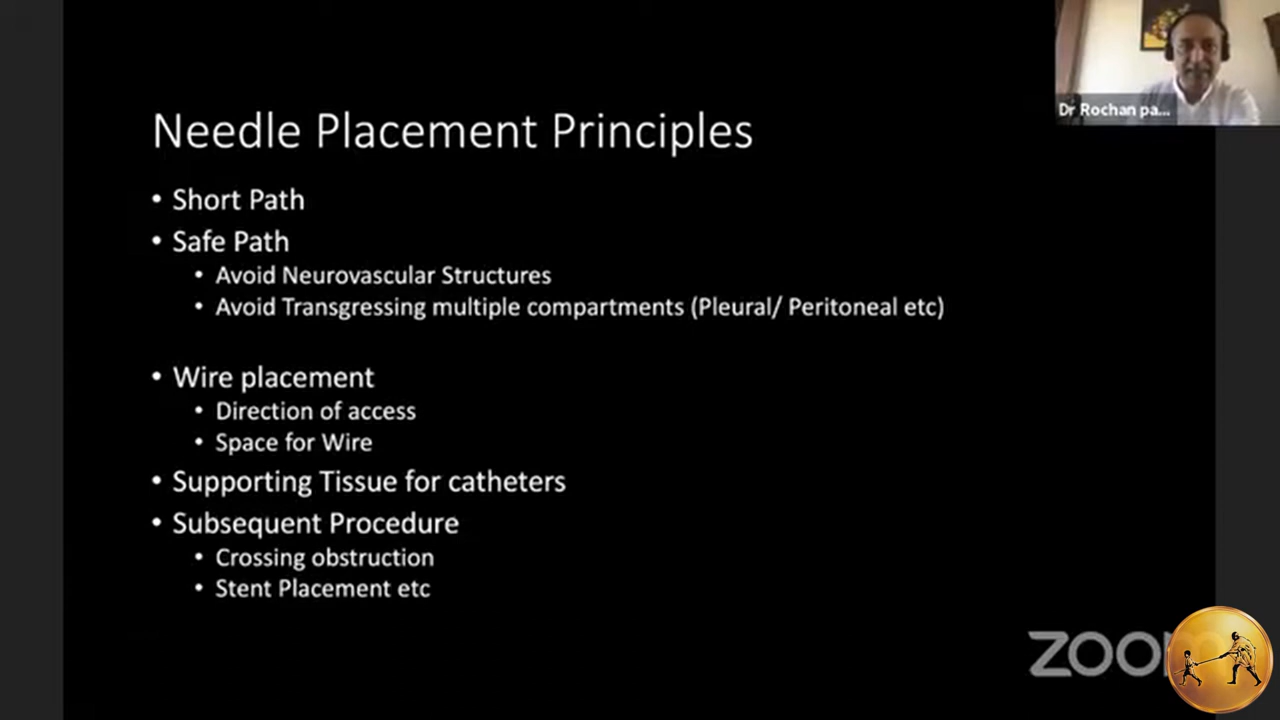 Dr Rochan pa...
Needle Placement Principles
• Short Path
• Safe Path
• Avoid Neurovascular Structures
• Avoid Transgressing multiple compartments (Pleural/ Peritoneal etc)
• Wire placement
• Direction of access
• Space for Wire
• Supporting Tissue for catheters
• Subsequent Procedure
• Crossing obstruction
• Stent Placement etc
zoom